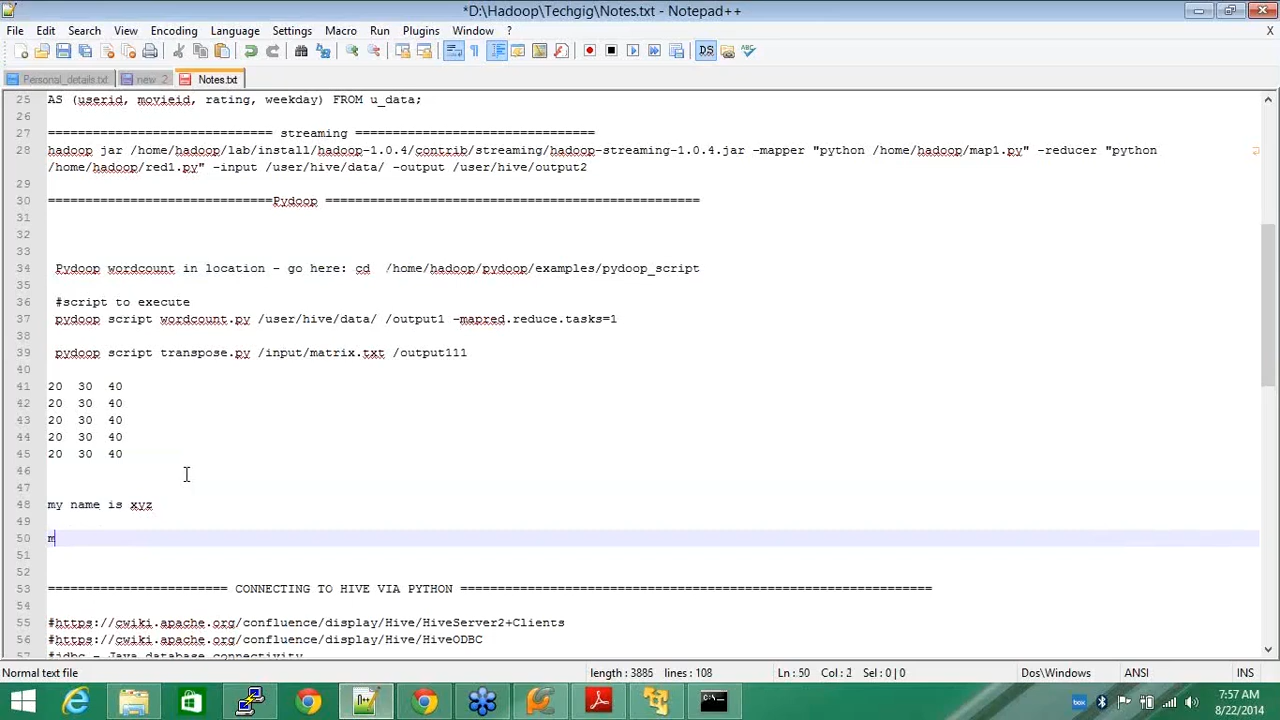 *D:\Hadoop\Techgig\Notes.txt - Notepad++
File Edit Search View Encoding Language Settings Macro Run Plugins Window ? X
Personal_details.txt new 2 Notes.txt
25 AS (userid, movieid, rating, weekday) FROM u_data;
26
27 ============================== streaming ================================
28 hadoop jar /home/hadoop/lab/install/hadoop-1.0.4/contrib/streaming/hadoop-streaming-1.0.4.jar -mapper "python /home/hadoop/map1.py" -reducer "python
/home/hadoop/red1.py" -input /user/hive/data/ -output /user/hive/output2
29
30 ==============================Pydoop ==================================================
31
32
33
34 Pydoop wordcount in location - go here: cd  /home/hadoop/pydoop/examples/pydoop_script
35
36 #script to execute
37 pydoop script wordcount.py /user/hive/data/ /output1 -mapred.reduce.tasks=1
38
39 pydoop script transpose.py /input/matrix.txt /output111
40
41 20  30  40
42 20  30  40
43 20  30  40
44 20  30  40
45 20  30  40
46
47
48 my name is xyz
49
50 m
51
52
53 ======================== CONNECTING TO HIVE VIA PYTHON ===============================================================
54
55 #https://cwiki.apache.org/confluence/display/Hive/HiveServer2+Clients
56 #https://cwiki.apache.org/confluence/display/Hive/HiveODBC
57 #jdbc - Java database connectivity
Normal text file length : 3885 lines : 108 Ln : 50 Col : 2 Sel : 0 | 0 Dos\Windows ANSI INS
7:57 AM
8/22/2014